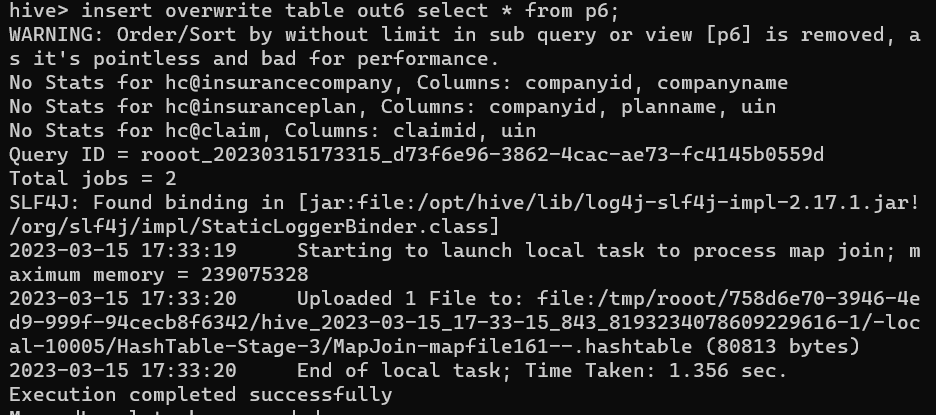 hive> insert overwrite table out6 select * from p6;
WARNING: Order/Sort by without limit in sub query or view [p6] is removed, a
s it's pointless and bad for performance.
No Stats for hc@insurancecompany, Columns: companyid, companyname
No Stats for hc@insuranceplan, Columns: companyid, planname, uin
No Stats for hc@claim, Columns: claimid, uin
Query ID = rooot_20230315173315_d73f6e96-3862-4cac-ae73-fc4145b0559d
Total jobs = 2
SLF4J: Found binding in [jar:file:/opt/hive/lib/log4j-slf4j-impl-2.17.1.jar!
/org/slf4j/impl/StaticLoggerBinder.class]
2023-03-15 17:33:19     Starting to launch local task to process map join; m
aximum memory = 239075328
2023-03-15 17:33:20     Uploaded 1 File to: file:/tmp/rooot/758d6e70-3946-4e
d9-999f-94cecb8f6342/hive_2023-03-15_17-33-15_843_8193234078609229616-1/-loc
al-10005/HashTable-Stage-3/MapJoin-mapfile161--.hashtable (80813 bytes)
2023-03-15 17:33:20     End of local task; Time Taken: 1.356 sec.
Execution completed successfully